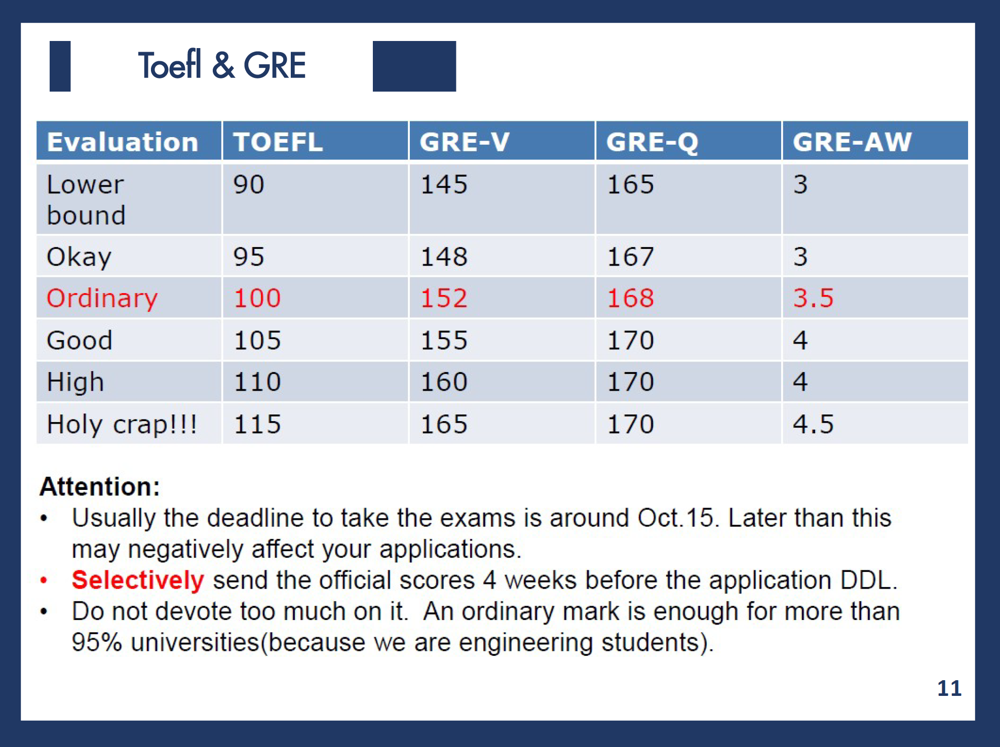 Toefl & GRE
Evaluation TOEFL GRE-V GRE-Q GRE-AW
Lower bound 90 145 165 3
Okay 95 148 167 3
Ordinary 100 152 168 3.5
Good 105 155 170 4
High 110 160 170 4
Holy crap!!! 115 165 170 4.5
Attention:
• Usually the deadline to take the exams is around Oct.15. Later than this
may negatively affect your applications.
• Selectively send the official scores 4 weeks before the application DDL.
• Do not devote too much on it. An ordinary mark is enough for more than
95% universities(because we are engineering students).
11